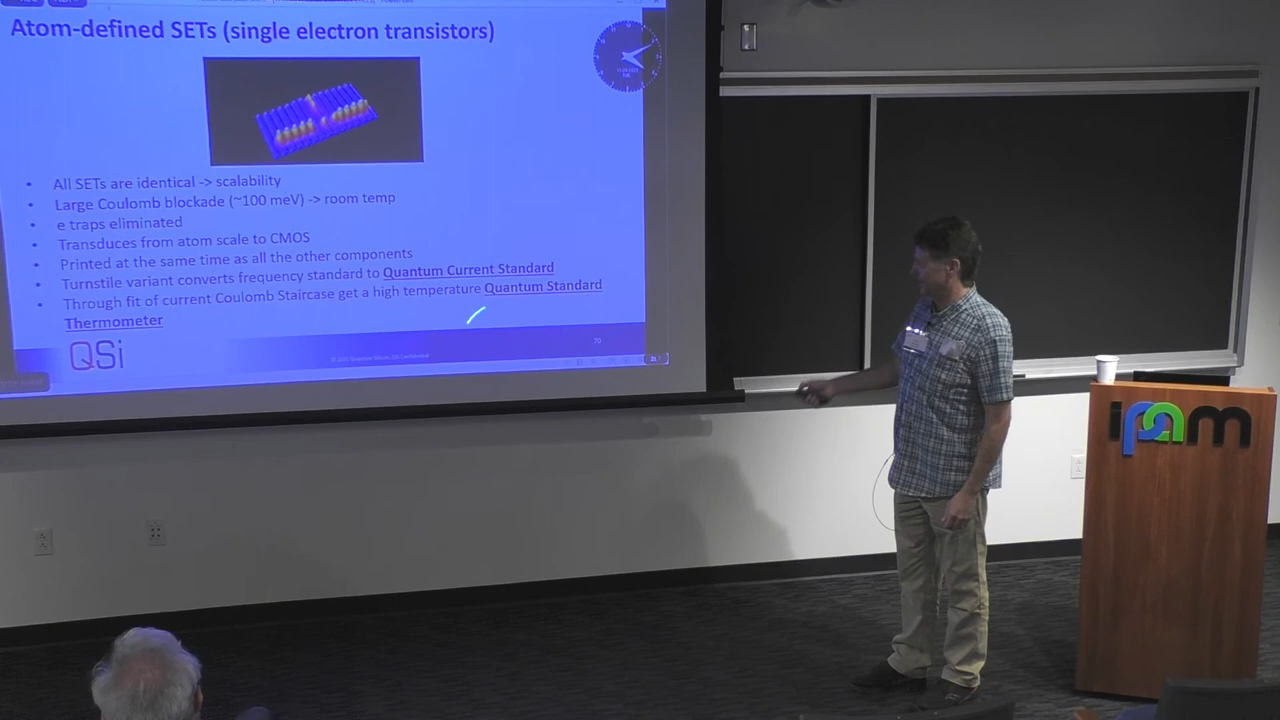 Atom-defined SETs (single electron transistors)
• All SETs are identical -> scalability
• Large Coulomb blockade (~100 meV) -> room temp
• e traps eliminated
• Transduces from atom scale to CMOS
• Printed at the same time as all the other components
• Turnstile variant converts frequency standard to Quantum Current Standard
• Through fit of current Coulomb Staircase get a high temperature Quantum Standard
Thermometer
QSi
70
ipam